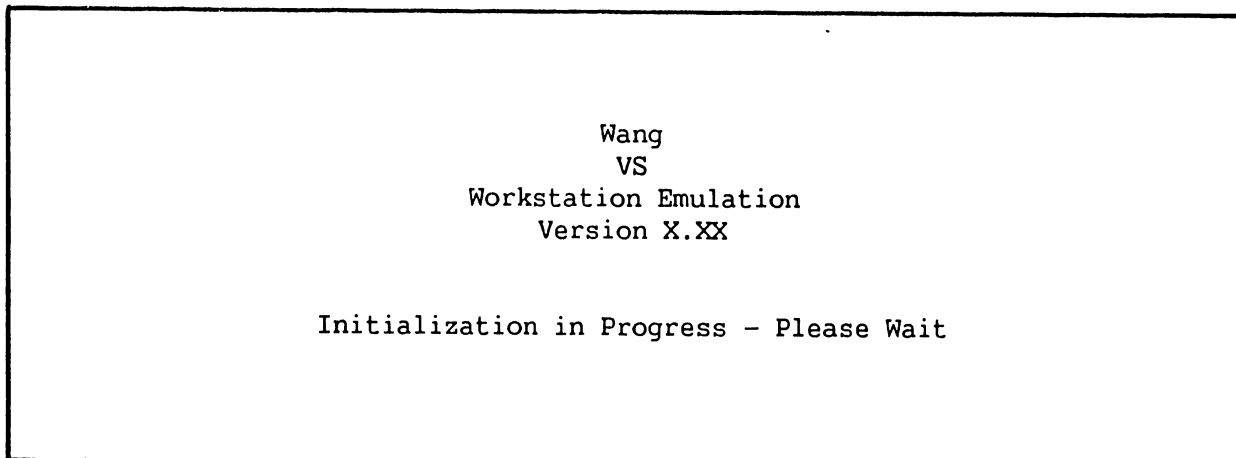 Wang
VS
Workstation Emulation
Version X.XX
Initialization in Progress - Please Wait